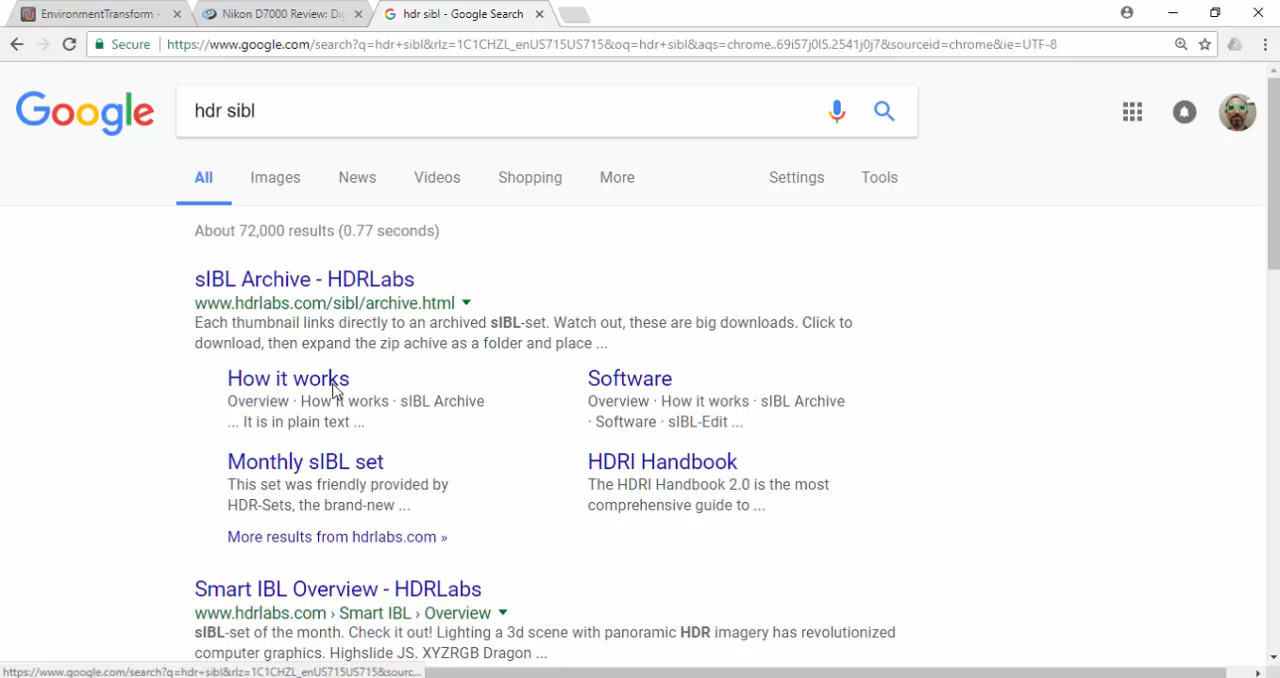 EnvironmentTransform -
Nikon D7000 Review: Di
hdr sibl - Google Search
Secure
https://www.google.com/search?q=hdr+sibl&rlz=1C1CHZL_enUS715US715&oq=hdr+sibl&aqs=chrome..69i57j0l5.2541j0j7&sourceid=chrome&ie=UTF-8
Google
hdr sibl
All Images News Videos Shopping More Settings Tools
About 72,000 results (0.77 seconds)
sIBL Archive - HDRLabs
www.hdrlabs.com/sibl/archive.html
Each thumbnail links directly to an archived sIBL-set. Watch out, these are big downloads. Click to
download, then expand the zip achive as a folder and place ...
How it works
Overview · How it works · sIBL Archive
... It is in plain text ...
Software
Overview · How it works · sIBL Archive
· Software · sIBL-Edit ...
Monthly sIBL set
This set was friendly provided by
HDR-Sets, the brand-new ...
HDRI Handbook
The HDRI Handbook 2.0 is the most
comprehensive guide to ...
More results from hdrlabs.com »
Smart IBL Overview - HDRLabs
www.hdrlabs.com › Smart IBL › Overview
sIBL-set of the month. Check it out! Lighting a 3d scene with panoramic HDR imagery has revolutionized
computer graphics. Highslide JS. XYZRGB Dragon ...
https://www.google.com/search?q=hdr+sibl&rlz=1C1CHZL_enUS715US715&sourc...